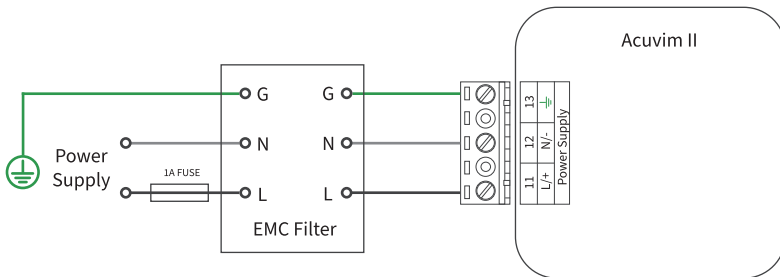 Acuvim II
G
G
13
N
N
12
N/-
Power
Supply
1A FUSE
L
L
11
L/+
Power Supply
EMC Filter